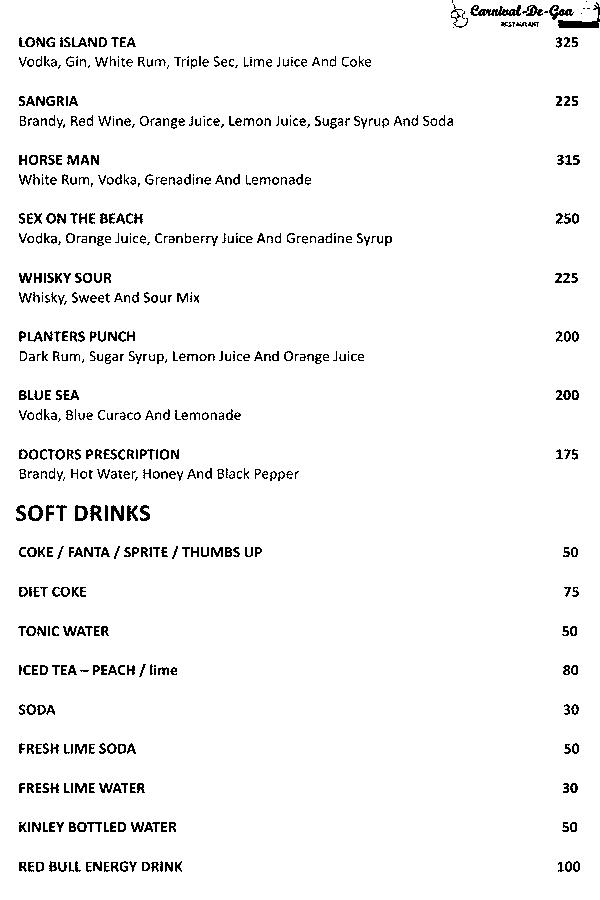 Carnival-De-Goa
RESTAURANT
LONG ISLAND TEA 325
Vodka, Gin, White Rum, Triple Sec, Lime Juice And Coke
SANGRIA 225
Brandy, Red Wine, Orange Juice, Lemon Juice, Sugar Syrup And Soda
HORSE MAN 315
White Rum, Vodka, Grenadine And Lemonade
SEX ON THE BEACH 250
Vodka, Orange Juice, Cranberry Juice And Grenadine Syrup
WHISKY SOUR 225
Whisky, Sweet And Sour Mix
PLANTERS PUNCH 200
Dark Rum, Sugar Syrup, Lemon Juice And Orange Juice
BLUE SEA 200
Vodka, Blue Curaco And Lemonade
DOCTORS PRESCRIPTION 175
Brandy, Hot Water, Honey And Black Pepper
SOFT DRINKS
COKE / FANTA / SPRITE / THUMBS UP 50
DIET COKE 75
TONIC WATER 50
ICED TEA – PEACH / lime 80
SODA 30
FRESH LIME SODA 50
FRESH LIME WATER 30
KINLEY BOTTLED WATER 50
RED BULL ENERGY DRINK 100